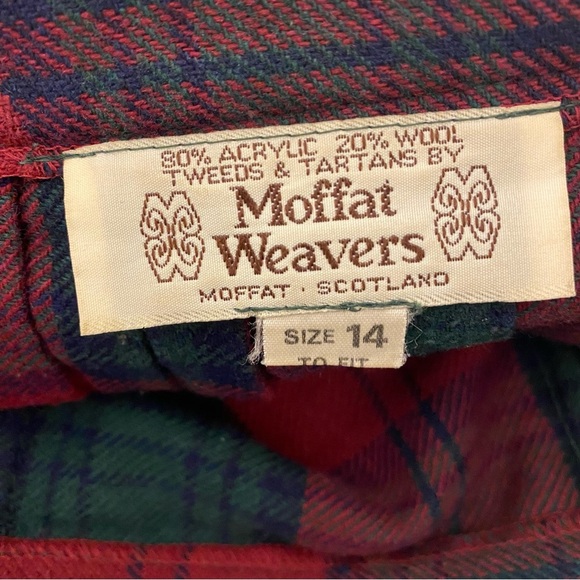 80% ACRYLIC 20% WOOL
TWEEDS & TARTANS BY
Moffat
Weavers
MOFFAT · SCOTLAND
SIZE 14
TO FIT